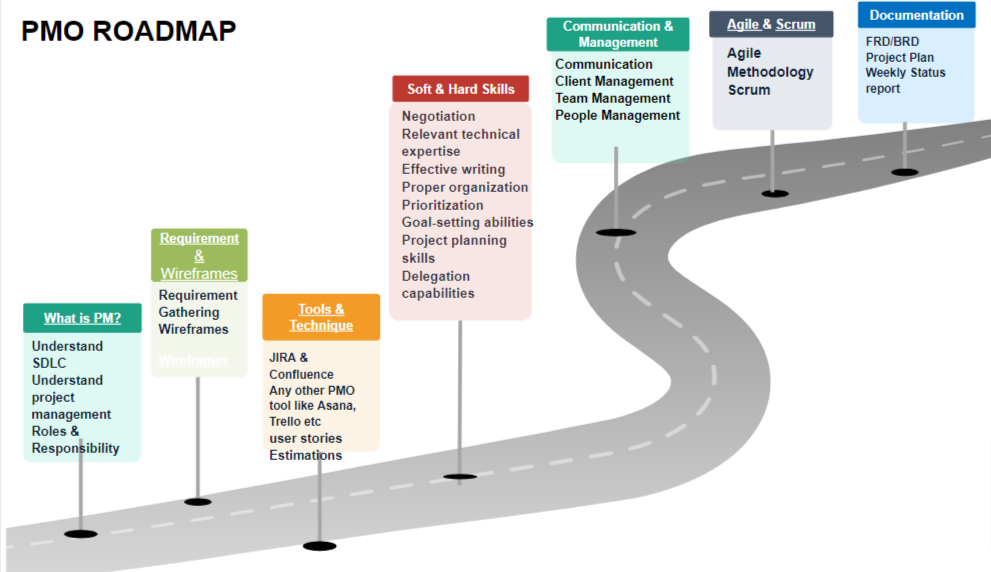 PMO ROADMAP
What is PM?
Understand
SDLC
Understand
project
management
Roles &
Responsibility
Requirement
&
Wireframes
Requirement
Gathering
Wireframes
Wireframes
Tools &
Technique
JIRA &
Confluence
Any other PMO
tool like Asana,
Trello etc
user stories
Estimations
Soft & Hard Skills
Negotiation
Relevant technical
expertise
Effective writing
Proper organization
Prioritization
Goal-setting abilities
Project planning
skills
Delegation
capabilities
Communication &
Management
Communication
Client Management
Team Management
People Management
Agile & Scrum
Agile
Methodology
Scrum
Documentation
FRD/BRD
Project Plan
Weekly Status
report